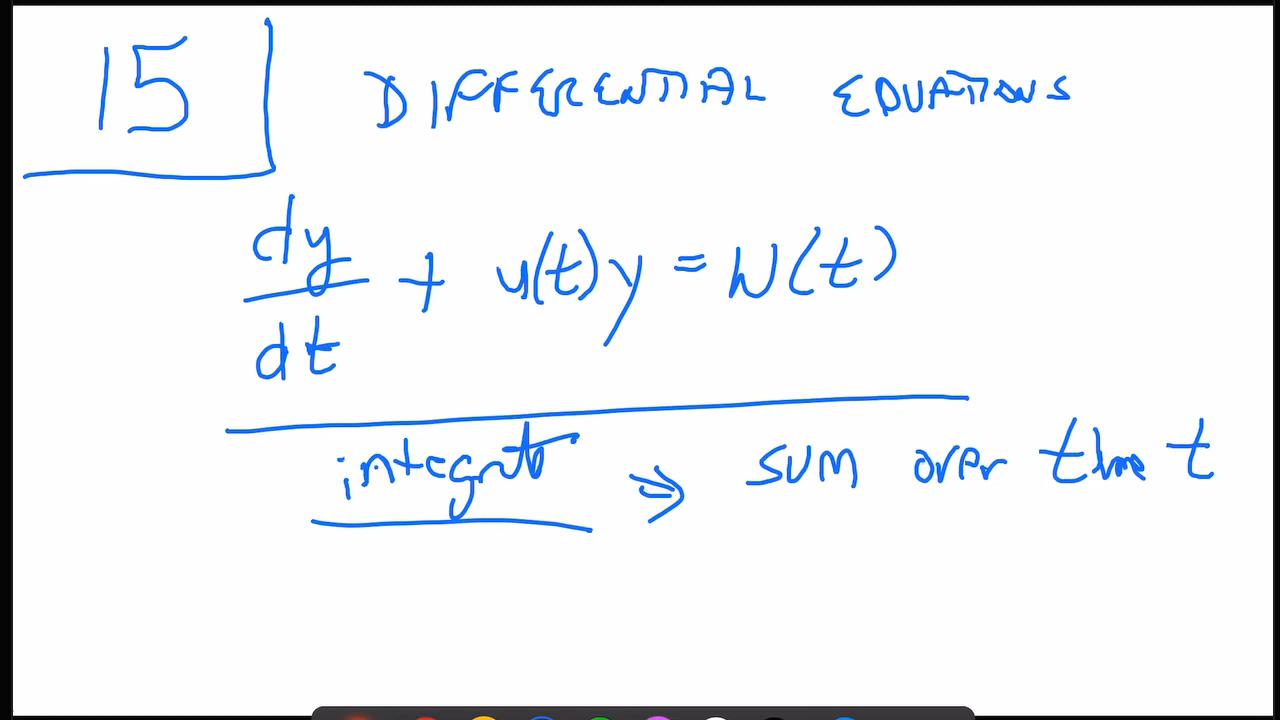 15
DIFFERENTIAL EQUATIONS
dy/dt + u(t)y = W(t)
integrate ⇒ SUM over time t